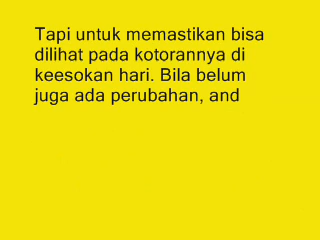 Tapi untuk memastikan bisa
dilihat pada kotorannya di
keesokan hari. Bila belum
juga ada perubahan, and